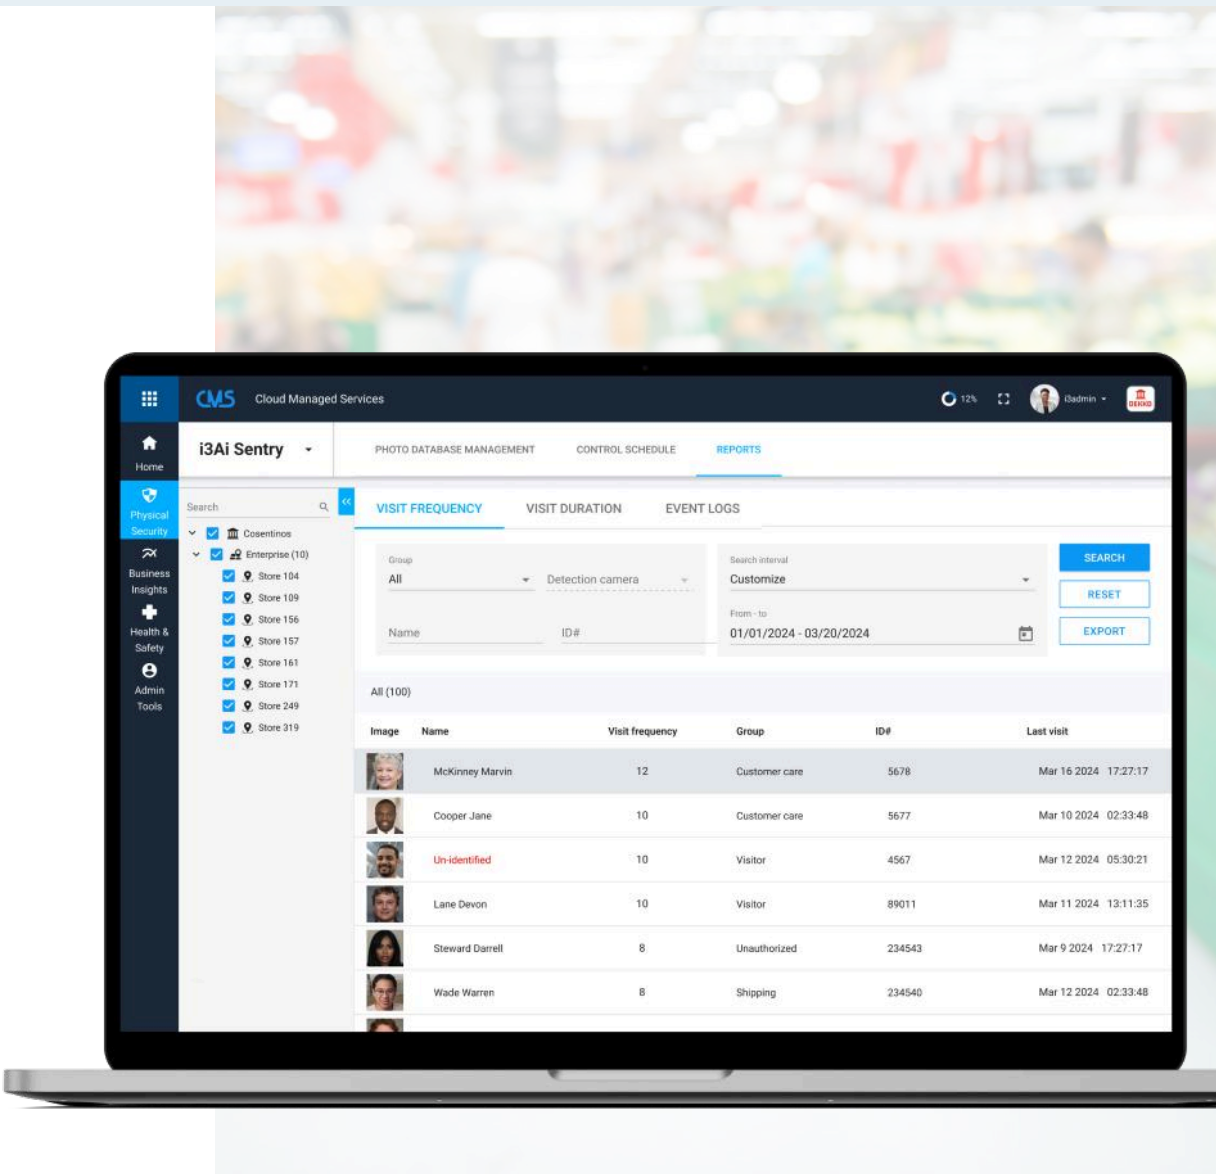 CMS Cloud Managed Services 12% i3admin DEKKO
Home
Physical
Security
Business
Insights
Health &
Safety
Admin
Tools
i3Ai Sentry
PHOTO DATABASE MANAGEMENT CONTROL SCHEDULE REPORTS
Search
Cosentinos
Enterprise (10)
Store 104
Store 109
Store 156
Store 157
Store 161
Store 171
Store 249
Store 319
VISIT FREQUENCY VISIT DURATION EVENT LOGS
Group
All
Detection camera
Name ID#
Search interval
Customize
From - to
01/01/2024 - 03/20/2024
SEARCH
RESET
EXPORT
All (100)
Image Name Visit frequency Group ID# Last visit
McKinney Marvin 12 Customer care 5678 Mar 16 2024 17:27:17
Cooper Jane 10 Customer care 5677 Mar 10 2024 02:33:48
Un-identified 10 Visitor 4567 Mar 12 2024 05:30:21
Lane Devon 10 Visitor 89011 Mar 11 2024 13:11:35
Steward Darrell 8 Unauthorized 234543 Mar 9 2024 17:27:17
Wade Warren 8 Shipping 234540 Mar 12 2024 02:33:48